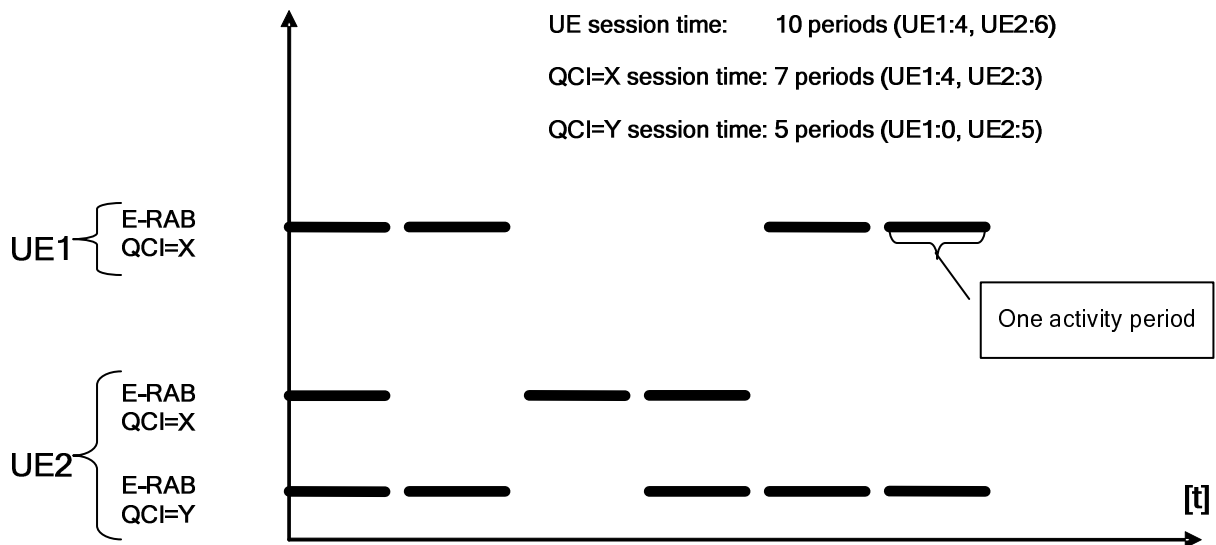 UE session time: 10 periods (UE1:4, UE2:6)
QCI=X session time: 7 periods (UE1:4, UE2:3)
QCI=Y session time: 5 periods (UE1:0, UE2:5)
UE1
E-RAB
QCI=X
One activity period
UE2
E-RAB
QCI=X
E-RAB
QCI=Y
[t]